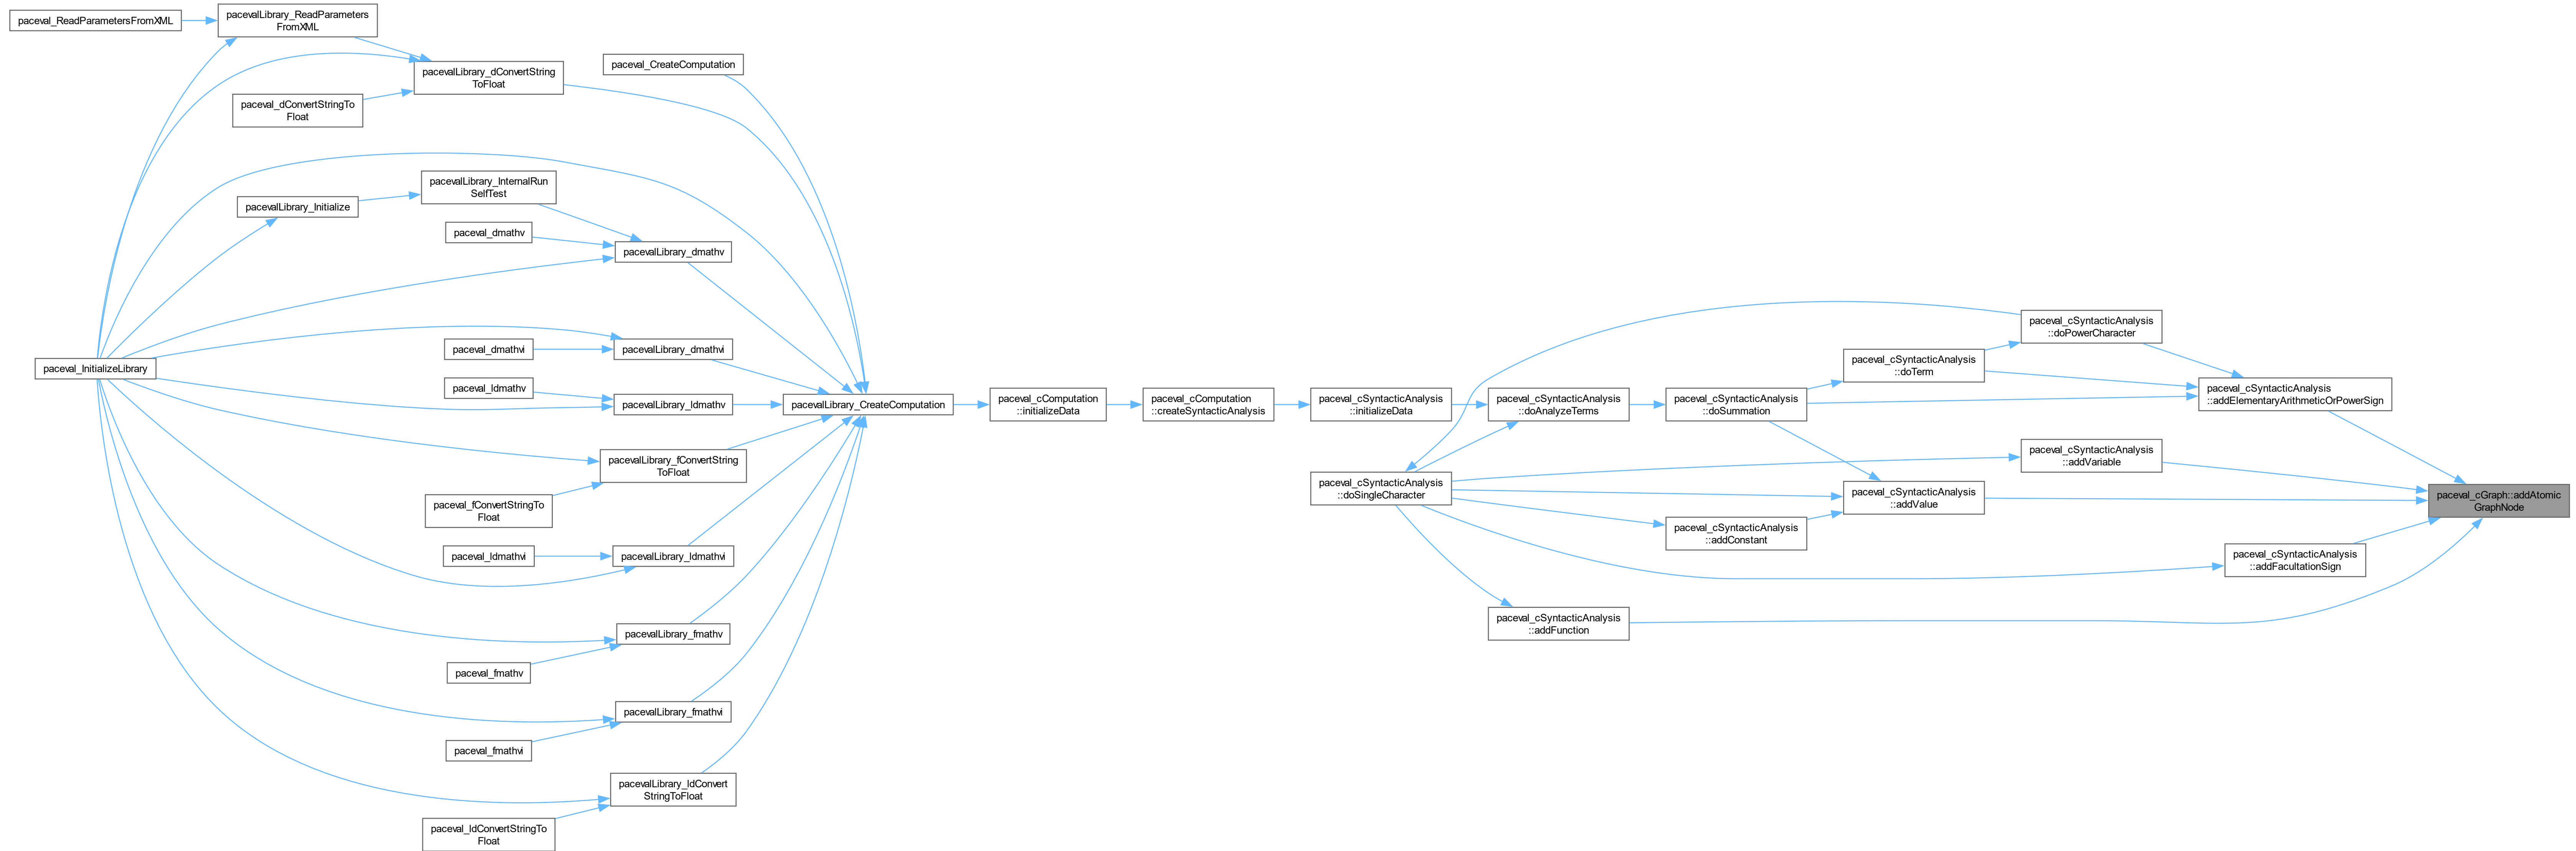 paceval_ReadParametersFromXML
pacevalLibrary_ReadParameters
FromXML
paceval_CreateComputation
pacevalLibrary_dConvertString
ToFloat
paceval_dConvertStringTo
Float
pacevalLibrary_InternalRun
SelfTest
pacevalLibrary_Initialize
paceval_dmathv
pacevalLibrary_dmathv
paceval_dmathvi
pacevalLibrary_dmathvi
paceval_InitializeLibrary
paceval_ldmathv
pacevalLibrary_ldmathv
pacevalLibrary_CreateComputation
paceval_cComputation
::initializeData
paceval_cComputation
::createSyntacticAnalysis
paceval_cSyntacticAnalysis
::initializeData
paceval_cSyntacticAnalysis
::doAnalyzeTerms
paceval_cSyntacticAnalysis
::doSummation
paceval_cSyntacticAnalysis
::doTerm
paceval_cSyntacticAnalysis
::doPowerCharacter
paceval_cSyntacticAnalysis
::addElementaryArithmeticOrPowerSign
pacevalLibrary_fConvertString
ToFloat
paceval_fConvertStringTo
Float
paceval_cSyntacticAnalysis
::doSingleCharacter
paceval_cSyntacticAnalysis
::addVariable
paceval_cSyntacticAnalysis
::addValue
paceval_cGraph::addAtomic
GraphNode
paceval_cSyntacticAnalysis
::addConstant
paceval_cSyntacticAnalysis
::addFacultationSign
paceval_ldmathvi
pacevalLibrary_ldmathvi
paceval_cSyntacticAnalysis
::addFunction
pacevalLibrary_fmathv
paceval_fmathv
pacevalLibrary_fmathvi
paceval_fmathvi
pacevalLibrary_ldConvert
StringToFloat
paceval_ldConvertStringTo
Float